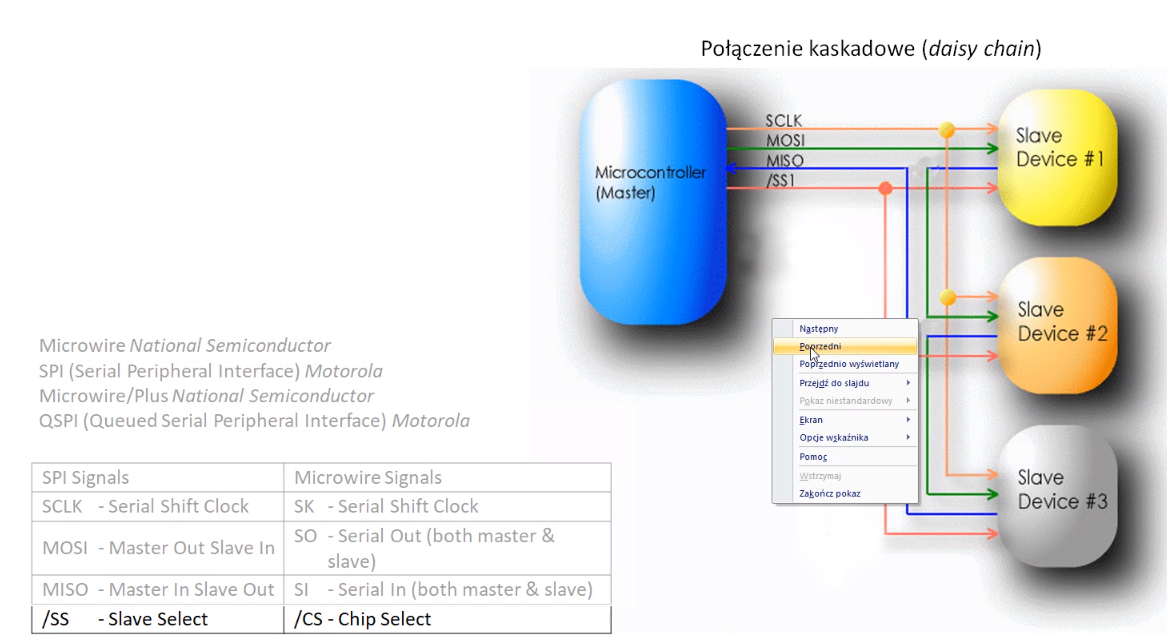 Połączenie kaskadowe (daisy chain)
SCLK
MOSI
MISO
/SS1
Microcontroller
(Master)
Slave
Device #1
Slave
Device #2
Slave
Device #3
Następny
Poprzedni
Poprzednio wyświetlany
Przejdź do slajdu
Pokaz niestandardowy
Ekran
Opcje wskaźnika
Pomoc
Wstrzymaj
Zakończ pokaz
Microwire National Semiconductor
SPI (Serial Peripheral Interface) Motorola
Microwire/Plus National Semiconductor
QSPI (Queued Serial Peripheral Interface) Motorola
SPI Signals Microwire Signals
SCLK - Serial Shift Clock SK - Serial Shift Clock
MOSI - Master Out Slave In SO - Serial Out (both master &
slave)
MISO - Master In Slave Out SI - Serial In (both master & slave)
/SS - Slave Select /CS - Chip Select